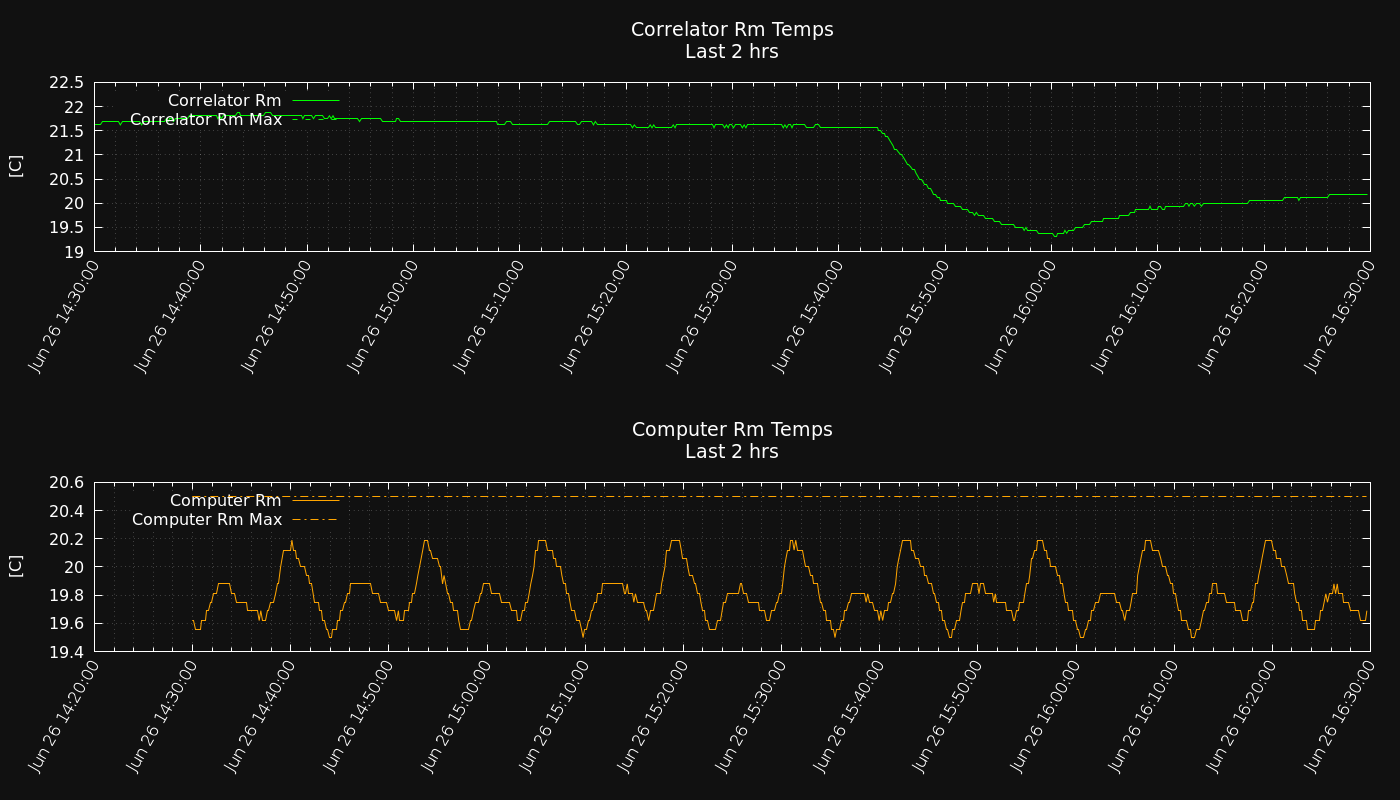 Correlator Rm Temps
Last 2 hrs
22.5
22
21.5
21
20.5
20
19.5
19
[C]
Correlator Rm
Correlator Rm Max
Jun 26 14:30:00
Jun 26 14:40:00
Jun 26 14:50:00
Jun 26 15:00:00
Jun 26 15:10:00
Jun 26 15:20:00
Jun 26 15:30:00
Jun 26 15:40:00
Jun 26 15:50:00
Jun 26 16:00:00
Jun 26 16:10:00
Jun 26 16:20:00
Jun 26 16:30:00
Computer Rm Temps
Last 2 hrs
20.6
20.4
20.2
20
19.8
19.6
19.4
[C]
Computer Rm
Computer Rm Max
Jun 26 14:20:00
Jun 26 14:30:00
Jun 26 14:40:00
Jun 26 14:50:00
Jun 26 15:00:00
Jun 26 15:10:00
Jun 26 15:20:00
Jun 26 15:30:00
Jun 26 15:40:00
Jun 26 15:50:00
Jun 26 16:00:00
Jun 26 16:10:00
Jun 26 16:20:00
Jun 26 16:30:00